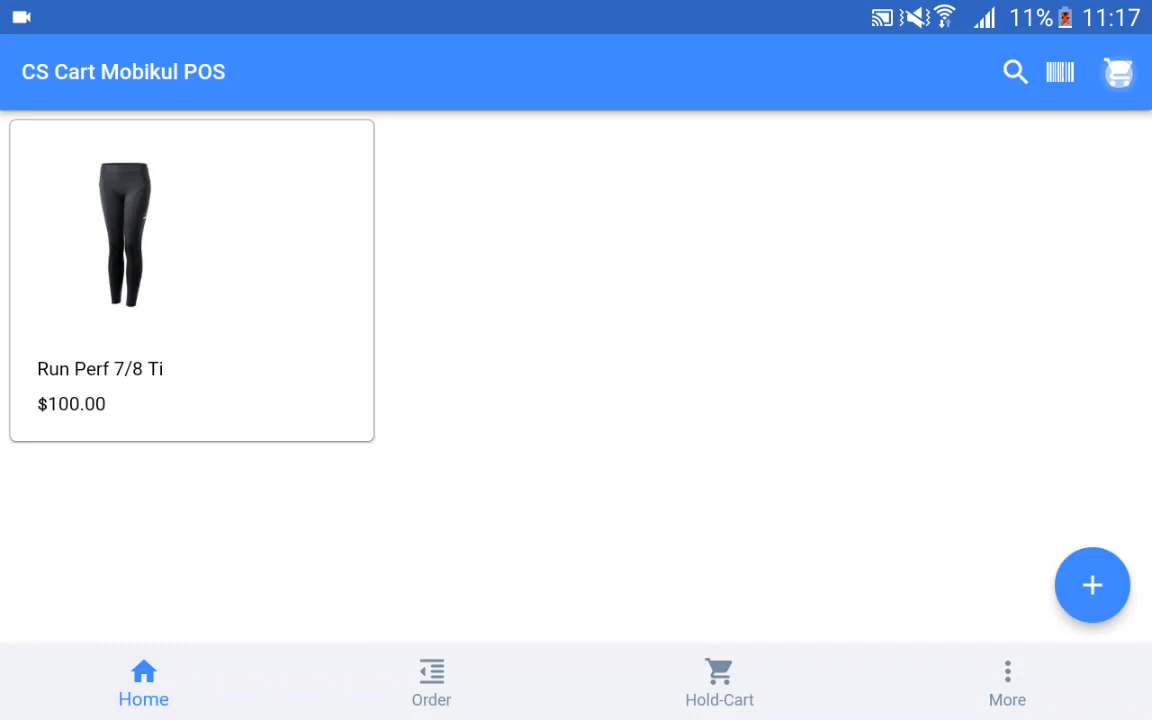 11% 11:17
CS Cart Mobikul POS
Run Perf 7/8 Ti
$100.00
Home
Order
Hold-Cart
More